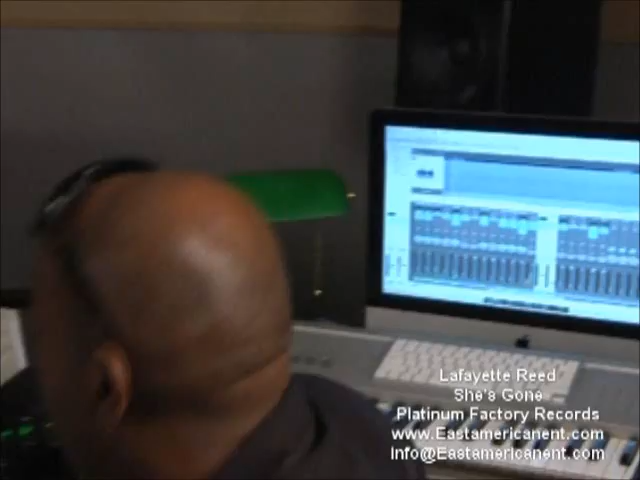 Lafayette Reed
She's Gone
Platinum Factory Records
www.Eastamericanent.com
Info@Eastamericanent.com